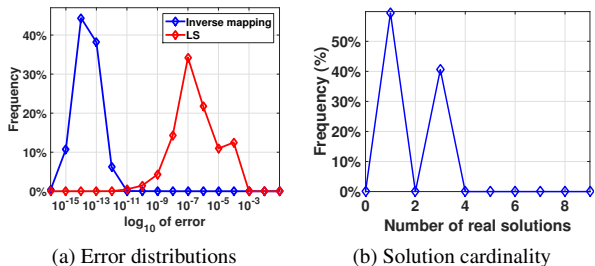 Inverse mapping
LS
Frequency
40%
30%
20%
10%
0%
10^-15 10^-13 10^-11 10^-9 10^-7 10^-5 10^-3
log10 of error
(a) Error distributions
Frequency (%)
50%
40%
30%
20%
10%
0%
0 2 4 6 8
Number of real solutions
(b) Solution cardinality